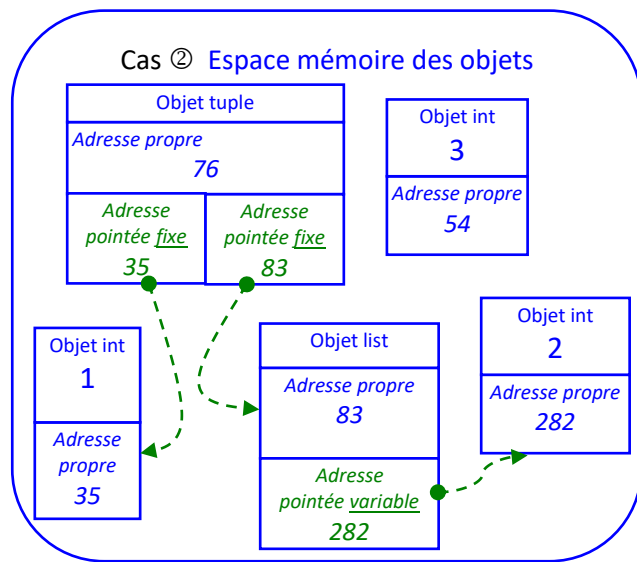 Cas ② Espace mémoire des objets
Objet tuple
Adresse propre
76
Adresse
pointée fixe
35
Adresse
pointée fixe
83
Objet int
3
Adresse propre
54
Objet int
1
Adresse
propre
35
Objet list
Adresse propre
83
Adresse
pointée variable
282
Objet int
2
Adresse propre
282